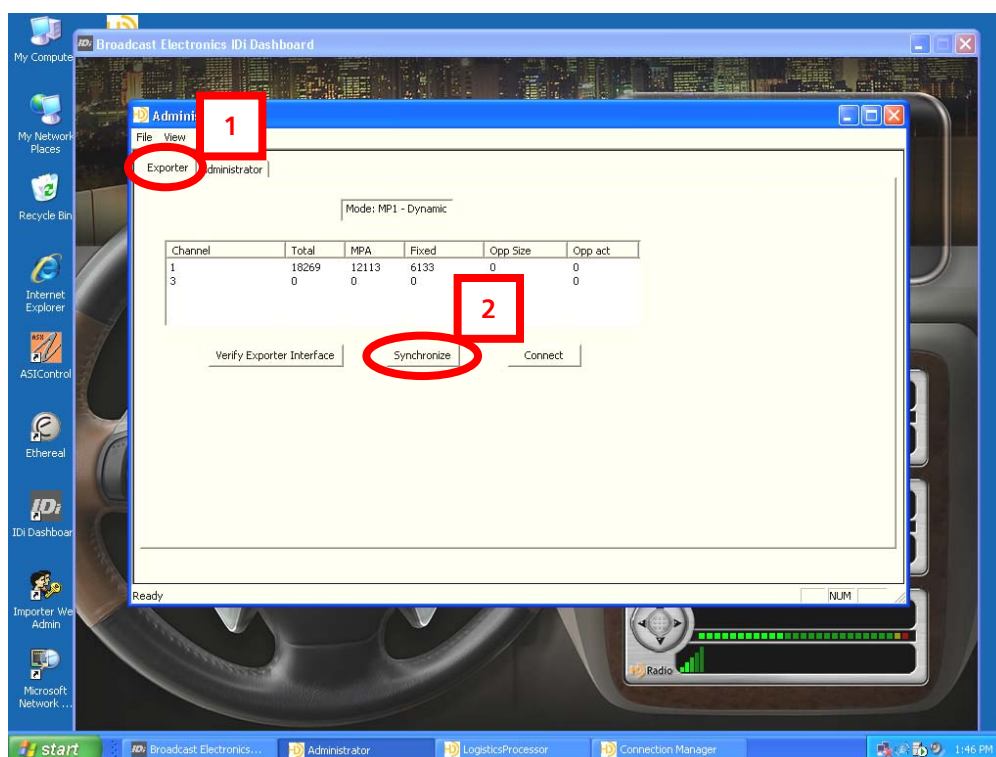 My Compute
My Network
Places
Recycle Bin
Internet
Explorer
ASIControl
Ethereal
IDi Dashboar
Importer We
Admin
Microsoft
Network ...
IDi Broadcast Electronics IDi Dashboard
Admini
1
File View
Exporter
dministrator
Mode: MP1 - Dynamic
Channel Total MPA Fixed Opp Size Opp act
1 18269 12113 6133 0 0
3 0 0 0 0
2
Verify Exporter Interface Synchronize Connect
Ready NUM
Radio
start Broadcast Electronics... Administrator LogisticsProcessor Connection Manager 1:46 PM